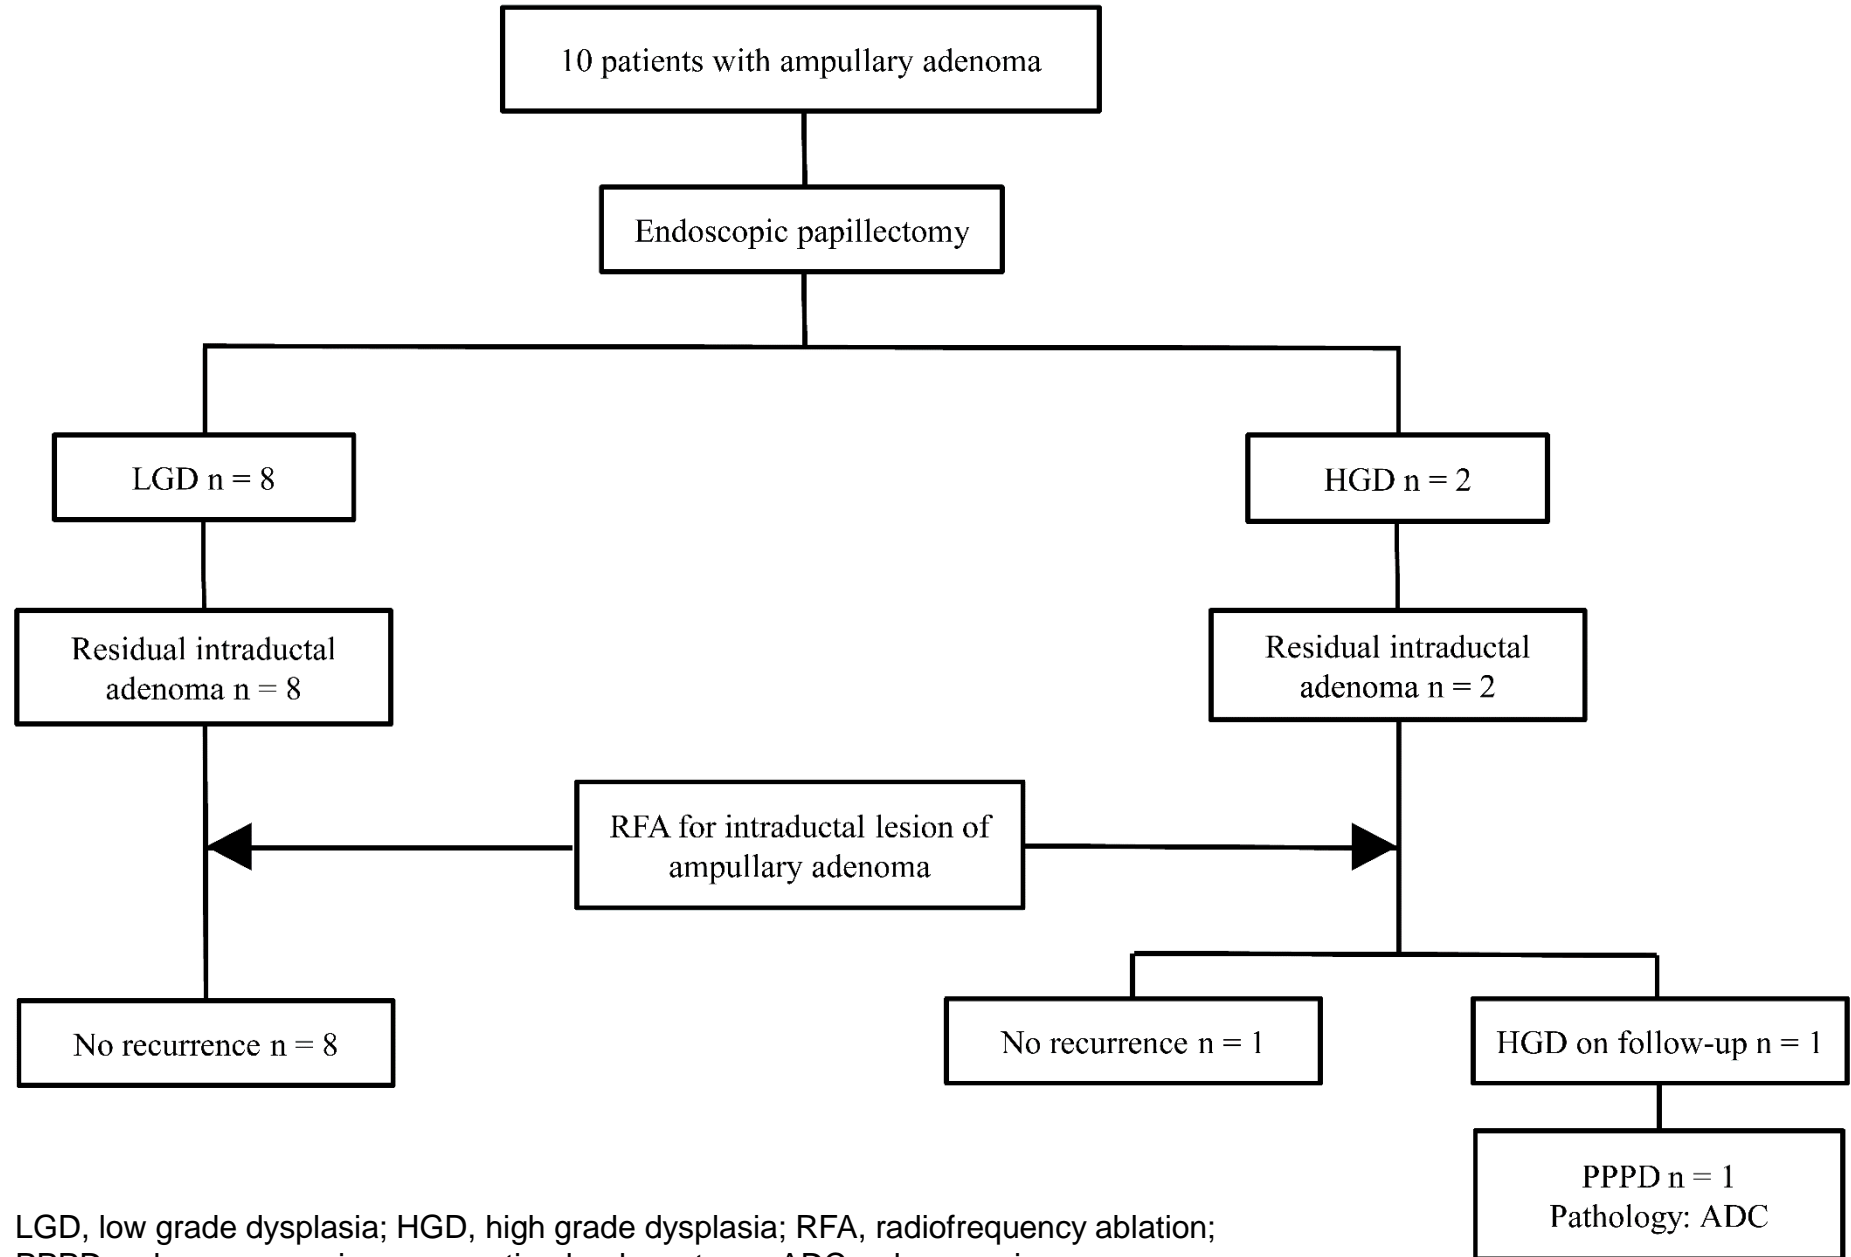 10 patients with ampullary adenoma
Endoscopic papillectomy
LGD n = 8
HGD n = 2
Residual intraductal
adenoma n = 8
Residual intraductal
adenoma n = 2
RFA for intraductal lesion of
ampullary adenoma
No recurrence n = 8
No recurrence n = 1
HGD on follow-up n = 1
PPPD n = 1
Pathology: ADC
LGD, low grade dysplasia; HGD, high grade dysplasia; RFA, radiofrequency ablation;